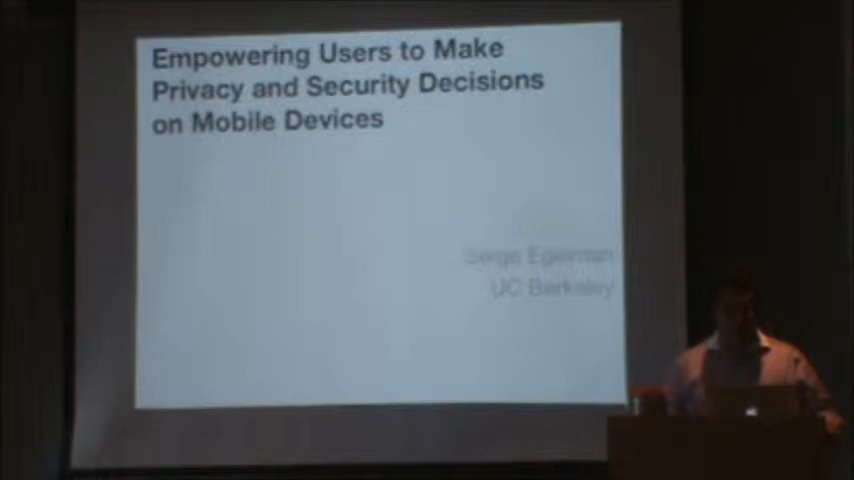 Empowering Users to Make
Privacy and Security Decisions
on Mobile Devices
Serge Egelman
UC Berkeley